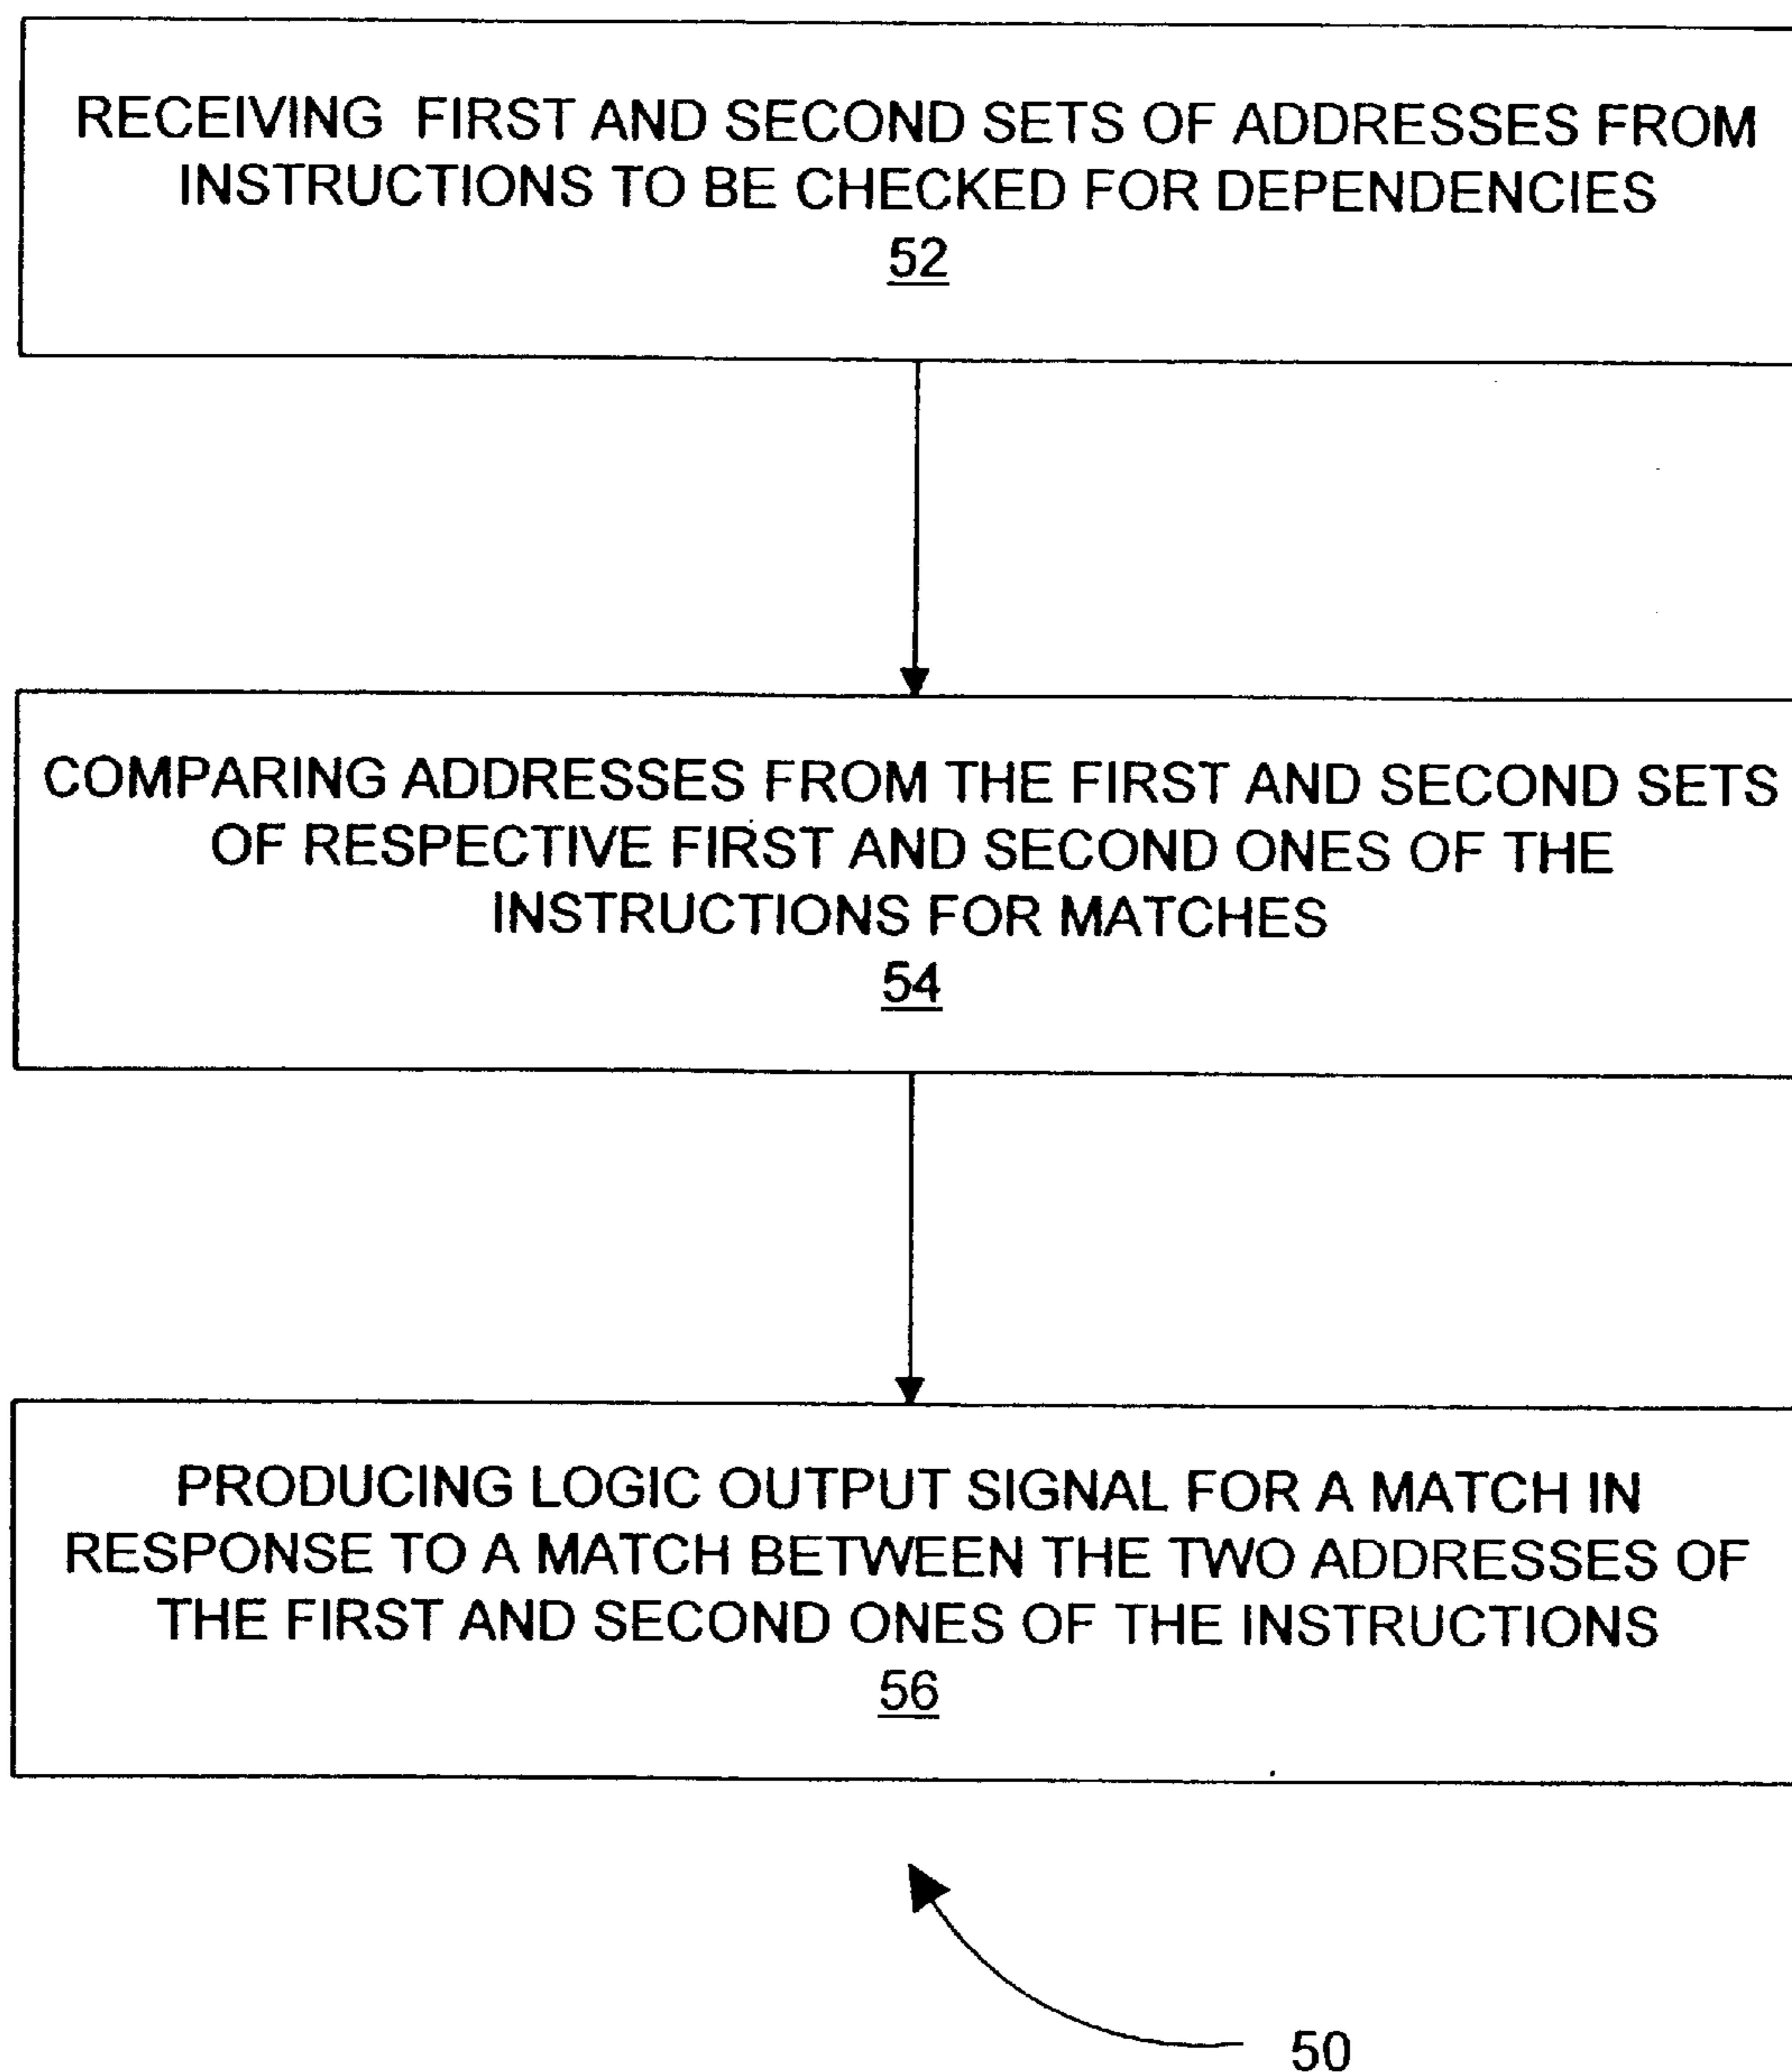 RECEIVING FIRST AND SECOND SETS OF ADDRESSES FROM
INSTRUCTIONS TO BE CHECKED FOR DEPENDENCIES
52
COMPARING ADDRESSES FROM THE FIRST AND SECOND SETS
OF RESPECTIVE FIRST AND SECOND ONES OF THE
INSTRUCTIONS FOR MATCHES
54
PRODUCING LOGIC OUTPUT SIGNAL FOR A MATCH IN
RESPONSE TO A MATCH BETWEEN THE TWO ADDRESSES OF
THE FIRST AND SECOND ONES OF THE INSTRUCTIONS
56
50